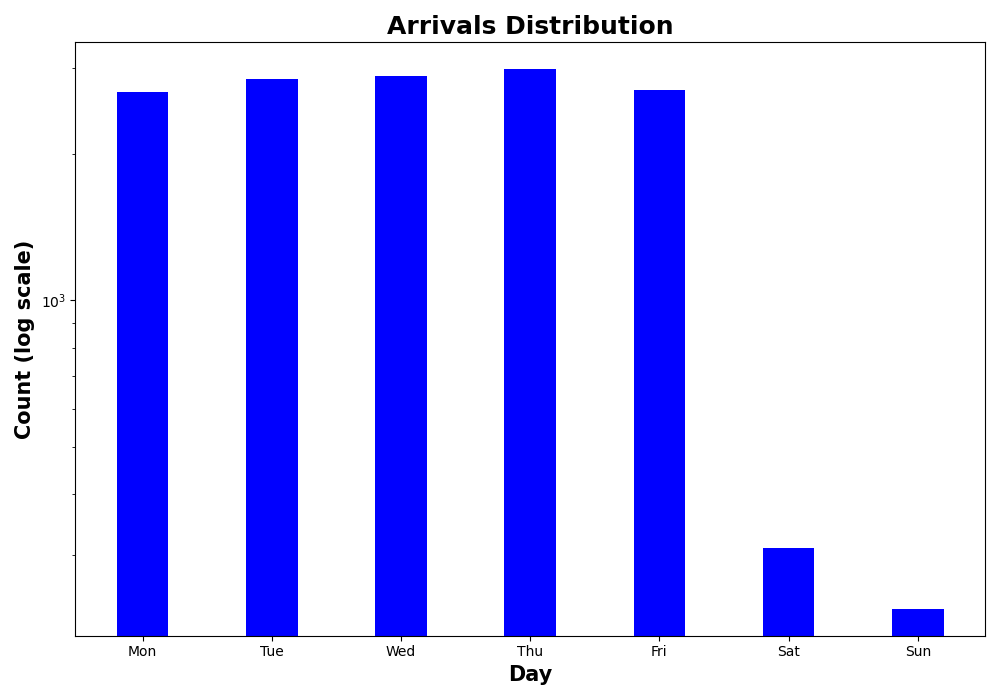 Arrivals Distribution
Count (log scale)
10³
Mon Tue Wed Thu Fri Sat Sun
Day